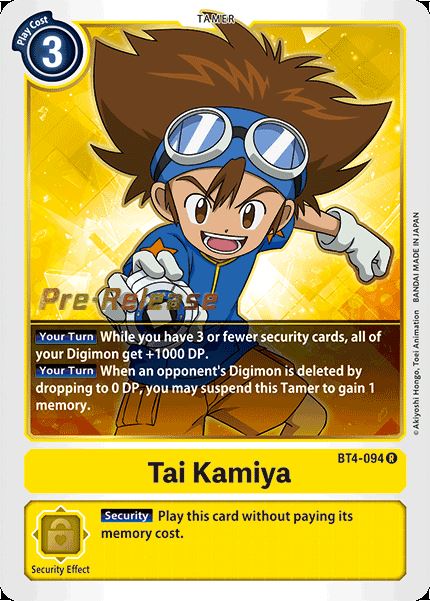 TAMER
Play Cost
3
Pre-Release
Your Turn While you have 3 or fewer security cards, all of
your Digimon get +1000 DP.
Your Turn When an opponent's Digimon is deleted by
dropping to 0 DP, you may suspend this Tamer to gain 1
memory.
©Akiyoshi Hongo, Toei Animation BANDAI MADE IN JAPAN
BT4-094 R
Tai Kamiya
Security Play this card without paying its
memory cost.
Security Effect